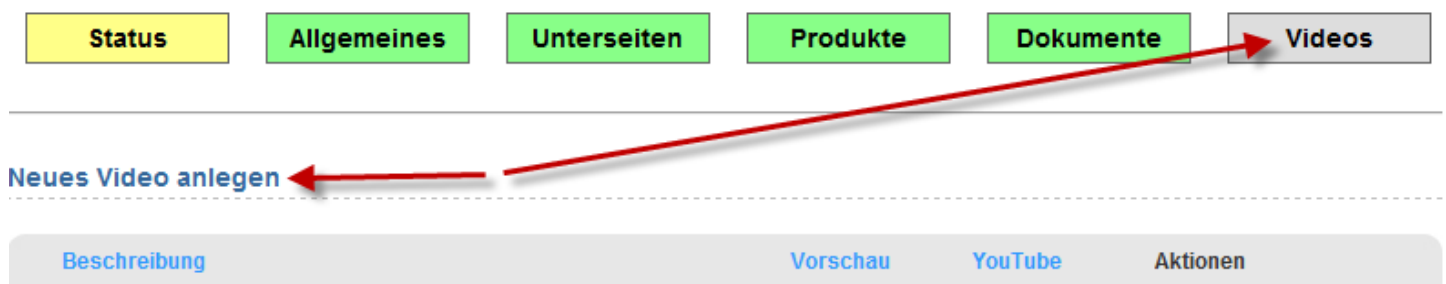 Status Allgemeines Unterseiten Produkte Dokumente Videos
Neues Video anlegen
Beschreibung Vorschau YouTube Aktionen